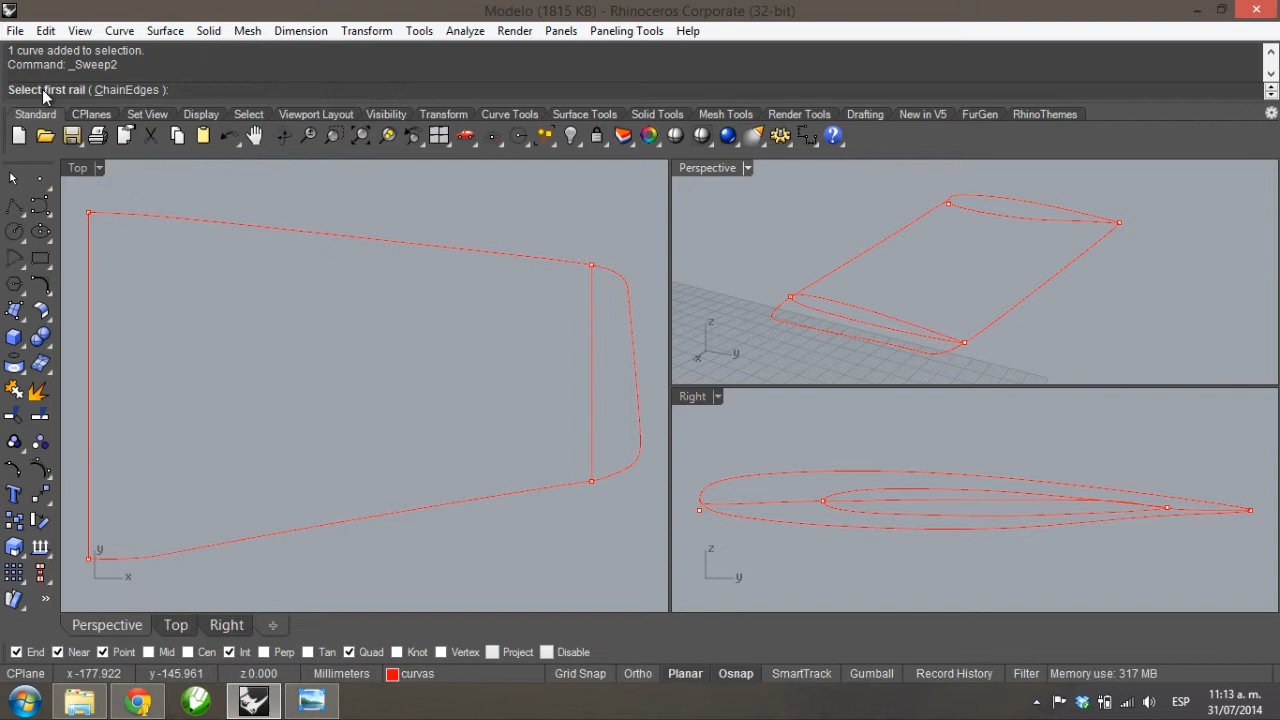 Modelo (1815 KB) - Rhinoceros Corporate (32-bit)
File Edit View Curve Surface Solid Mesh Dimension Transform Tools Analyze Render Panels Paneling Tools Help
1 curve added to selection.
Command: _Sweep2
Select first rail ( ChainEdges ):
Standard CPlanes Set View Display Select Viewport Layout Visibility Transform Curve Tools Surface Tools Solid Tools Mesh Tools Render Tools Drafting New in V5 FurGen RhinoThemes
Top
Perspective
z
x y
Right
y
x
z
y
Perspective Top Right
End Near Point Mid Cen Int Perp Tan Quad Knot Vertex Project Disable
CPlane x -177.922 y -145.961 z 0.000 Millimeters curvas Grid Snap Ortho Planar Osnap SmartTrack Gumball Record History Filter Memory use: 317 MB
ESP
11:13 a. m.
31/07/2014